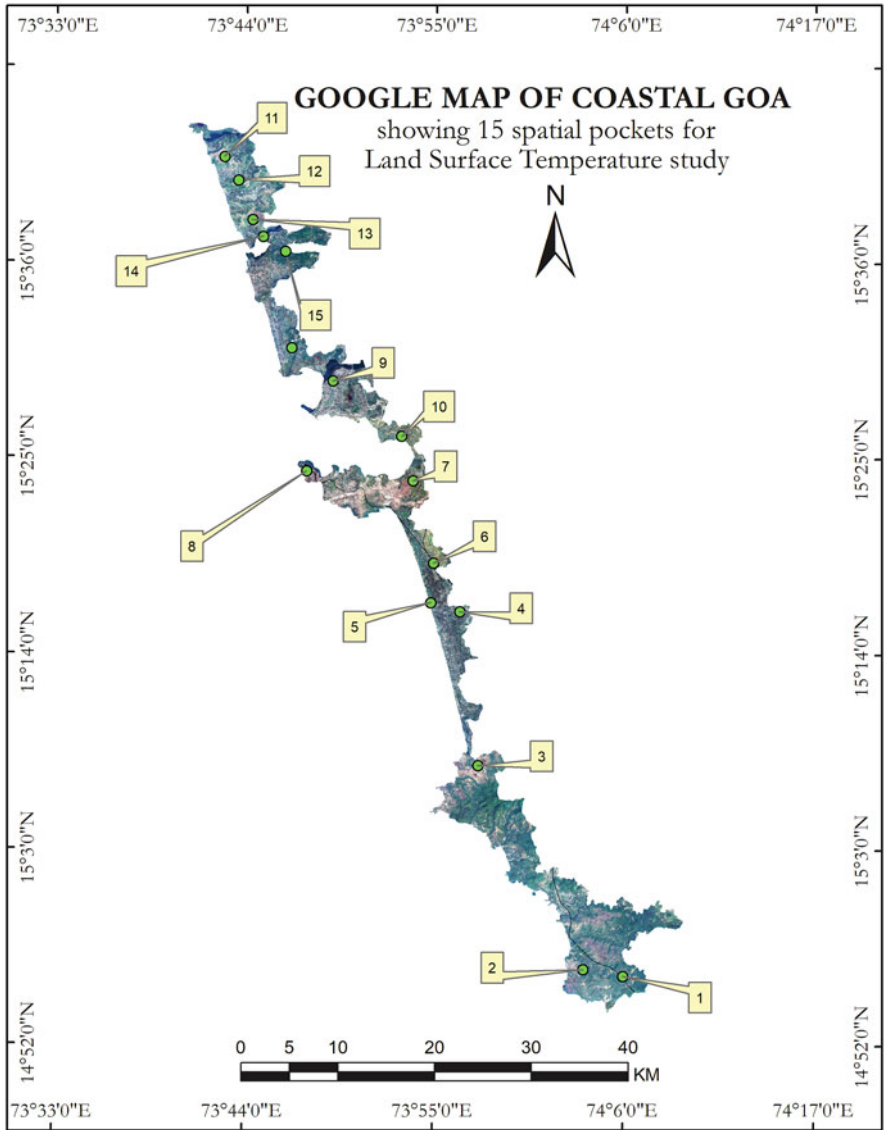 73°33'0"E 73°44'0"E 73°55'0"E 74°6'0"E 74°17'0"E
GOOGLE MAP OF COASTAL GOA
showing 15 spatial pockets for
Land Surface Temperature study
N
11
12
13
14
15
9
10
7
8
6
5
4
3
2
1
15°36'0"N
15°25'0"N
15°14'0"N
15°3'0"N
14°52'0"N
15°36'0"N
15°25'0"N
15°14'0"N
15°3'0"N
14°52'0"N
0 5 10 20 30 40
KM
73°33'0"E 73°44'0"E 73°55'0"E 74°6'0"E 74°17'0"E